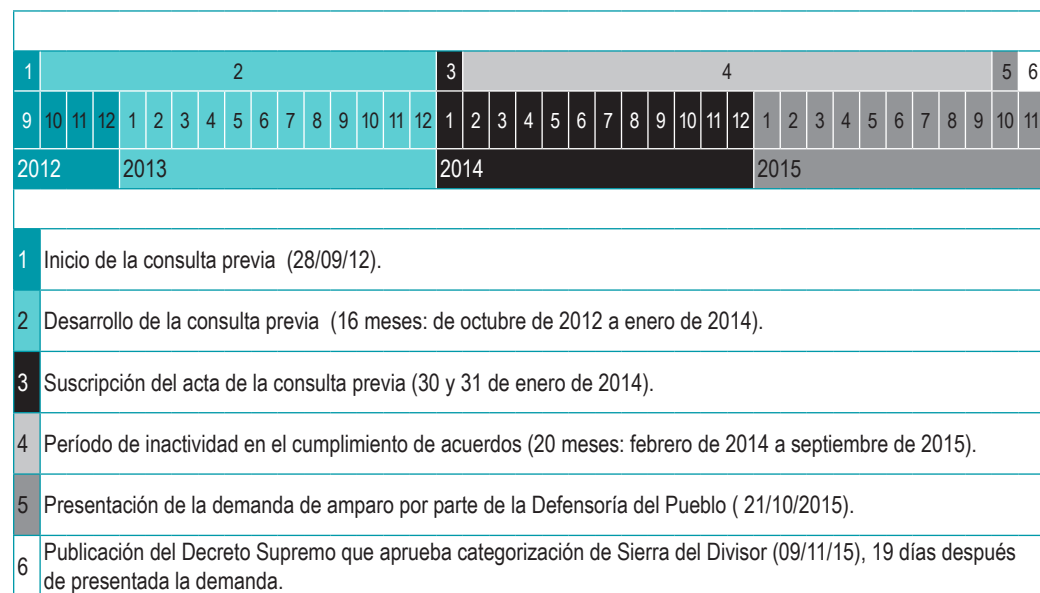 1 2 3 4 5 6
9 10 11 12 1 2 3 4 5 6 7 8 9 10 11 12 1 2 3 4 5 6 7 8 9 10 11 12 1 2 3 4 5 6 7 8 9 10 11
2012 2013 2014 2015
1 Inicio de la consulta previa (28/09/12).
2 Desarrollo de la consulta previa (16 meses: de octubre de 2012 a enero de 2014).
3 Suscripción del acta de la consulta previa (30 y 31 de enero de 2014).
4 Período de inactividad en el cumplimiento de acuerdos (20 meses: febrero de 2014 a septiembre de 2015).
5 Presentación de la demanda de amparo por parte de la Defensoría del Pueblo ( 21/10/2015).
6 Publicación del Decreto Supremo que aprueba categorización de Sierra del Divisor (09/11/15), 19 días después
de presentada la demanda.